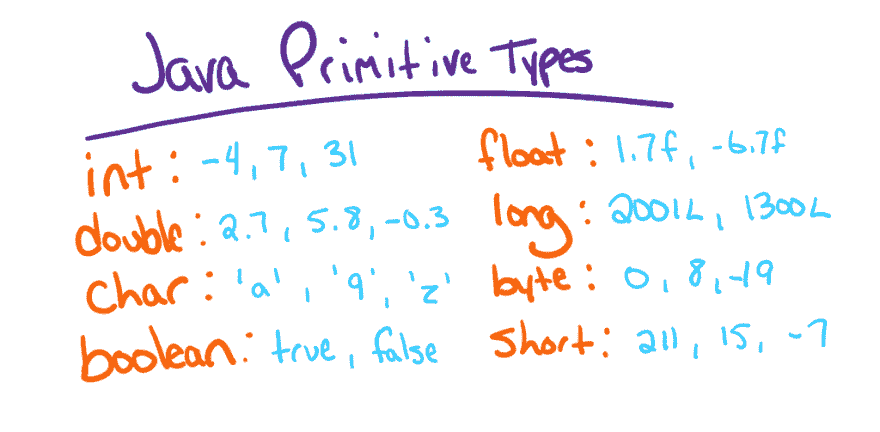 Java Primitive Types
int: -4, 7, 31
double: 2.7, 5.8, -0.3
char: 'a', '9', 'z'
boolean: true, false
float: 1.7f, -6.7f
long: 2001L, 1300L
byte: 0, 8, -19
short: 211, 15, -7